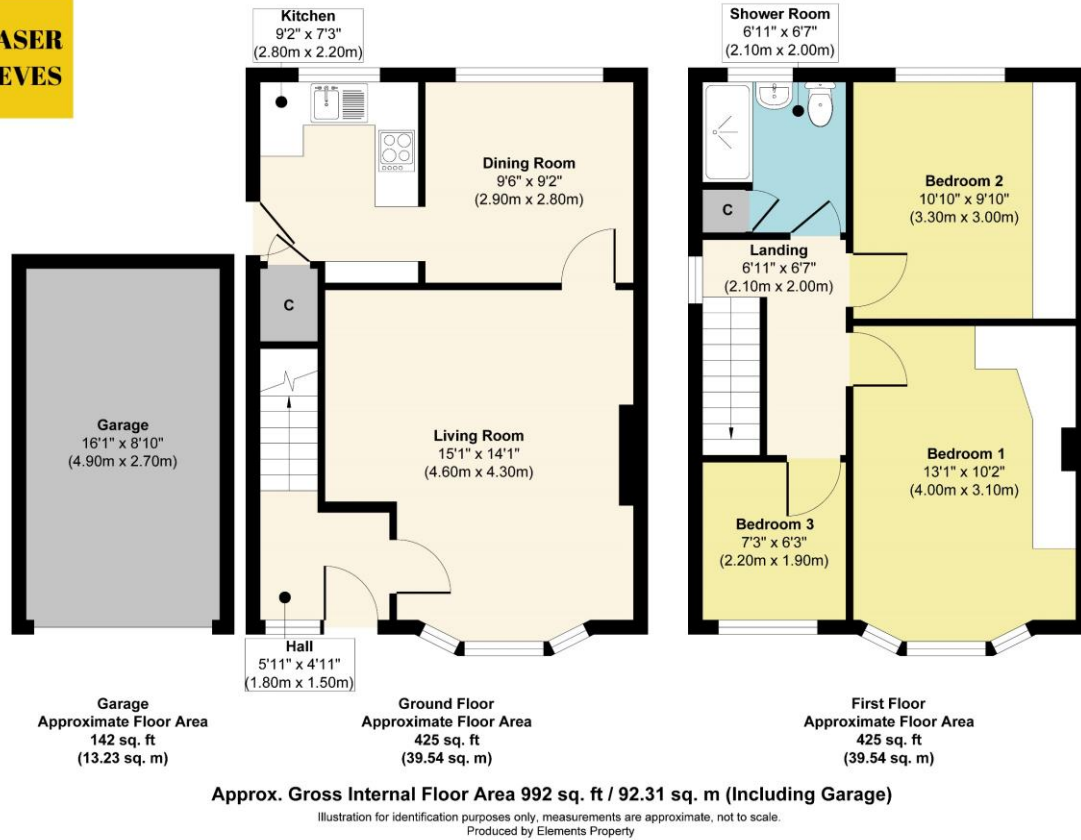 ASER
EVES
Kitchen
9'2" x 7'3"
(2.80m x 2.20m)
Dining Room
9'6" x 9'2"
(2.90m x 2.80m)
C
Living Room
15'1" x 14'1"
(4.60m x 4.30m)
Hall
5'11" x 4'11"
(1.80m x 1.50m)
Garage
16'1" x 8'10"
(4.90m x 2.70m)
Shower Room
6'11" x 6'7"
(2.10m x 2.00m)
C
Landing
6'11" x 6'7"
(2.10m x 2.00m)
Bedroom 2
10'10" x 9'10"
(3.30m x 3.00m)
Bedroom 1
13'1" x 10'2"
(4.00m x 3.10m)
Bedroom 3
7'3" x 6'3"
(2.20m x 1.90m)
Garage
Approximate Floor Area
142 sq. ft
(13.23 sq. m)
Ground Floor
Approximate Floor Area
425 sq. ft
(39.54 sq. m)
First Floor
Approximate Floor Area
425 sq. ft
(39.54 sq. m)
Approx. Gross Internal Floor Area 992 sq. ft / 92.31 sq. m (Including Garage)
Illustration for identification purposes only, measurements are approximate, not to scale.
Produced by Elements Property